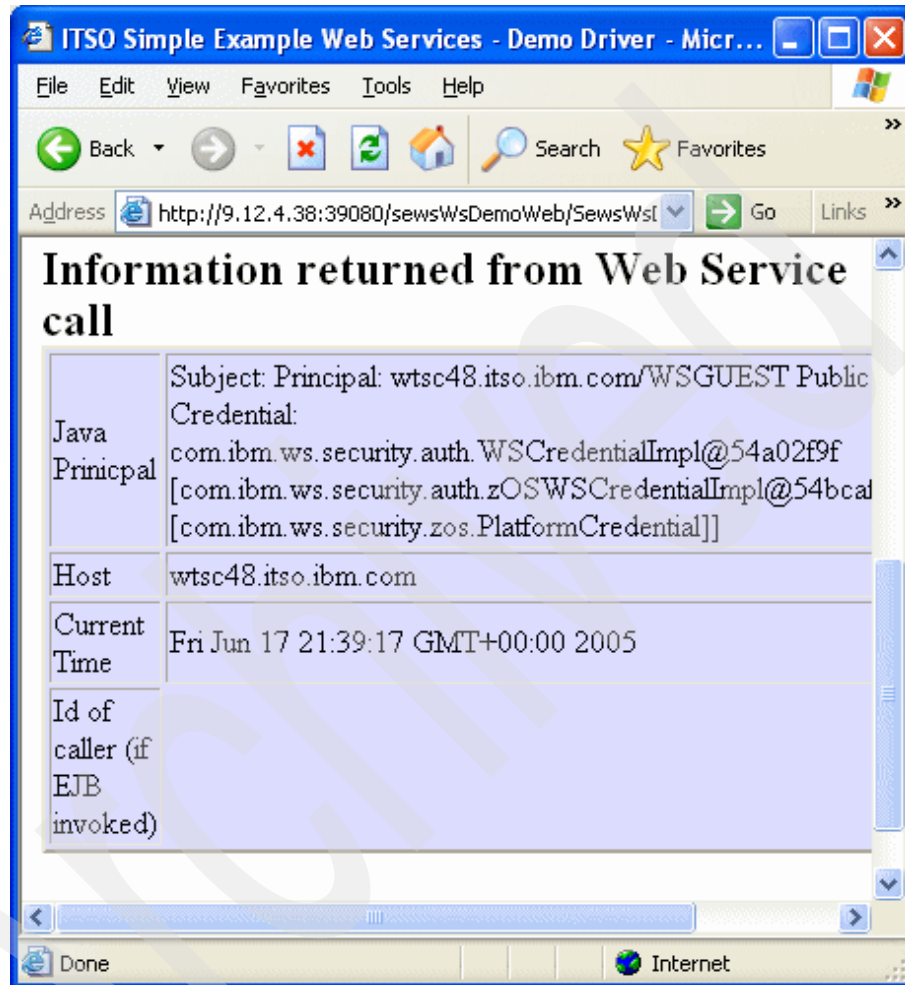 ITSO Simple Example Web Services - Demo Driver - Micr...
File Edit View Favorites Tools Help
Back Search Favorites »
Address http://9.12.4.38:39080/sewsWsDemoWeb/SewsWsD Go Links »
Information returned from Web Service
call
Java
Prinicpal
Subject: Principal: wtsc48.itso.ibm.com/WSGUEST Public
Credential:
com.ibm.ws.security.auth.WSCredentialImpl@54a02f9f
[com.ibm.ws.security.auth.zOSWSCredentialImpl@54bcaf
[com.ibm.ws.security.zos.PlatformCredential]]
Host wtsc48.itso.ibm.com
Current
Time
Fri Jun 17 21:39:17 GMT+00:00 2005
Id of
caller (if
EJB
invoked)
Done Internet